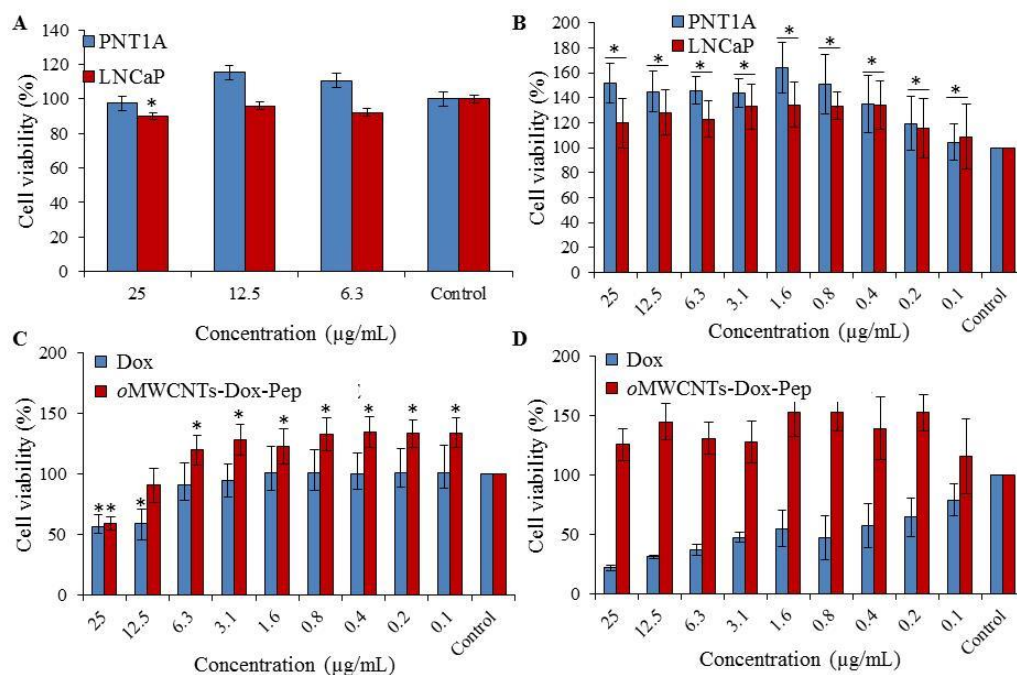 A
140
120
100
80
60
40
20
0
PNT1A
LNCaP
*
25
12.5
6.3
Control
Cell viability (%)
Concentration (µg/mL)
B
200
180
160
140
120
100
80
60
40
20
0
PNT1A
LNCaP
* * * * * * * * *
25
12.5
6.3
3.1
1.6
0.8
0.4
0.2
0.1
Control
Cell viability (%)
Concentration (µg/mL)
C
200
150
100
50
0
Dox
oMWCNTs-Dox-Pep
** * * * * * * * *
25
12.5
6.3
3.1
1.6
0.8
0.4
0.2
0.1
Control
Cell viability (%)
Concentration (µg/mL)
D
200
150
100
50
0
Dox
oMWCNTs-Dox-Pep
25
12.5
6.3
3.1
1.6
0.8
0.4
0.2
0.1
Control
Cell viability (%)
Concentration (µg/mL)